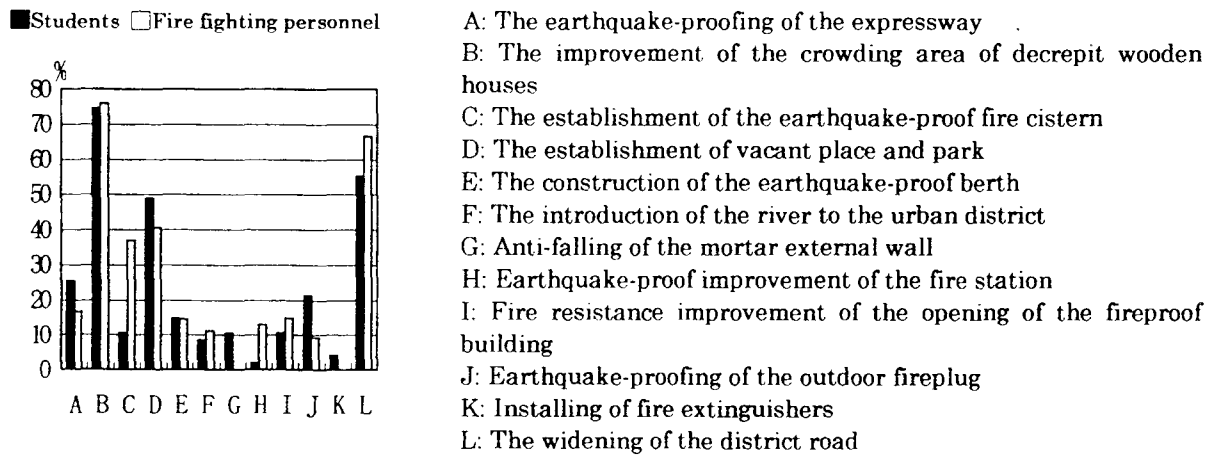 ■Students □Fire fighting personnel
%
80
70
60
50
40
30
20
10
0
A B C D E F G H I J K L
A: The earthquake-proofing of the expressway
B: The improvement of the crowding area of decrepit wooden
houses
C: The establishment of the earthquake-proof fire cistern
D: The establishment of vacant place and park
E: The construction of the earthquake-proof berth
F: The introduction of the river to the urban district
G: Anti-falling of the mortar external wall
H: Earthquake-proof improvement of the fire station
I: Fire resistance improvement of the opening of the fireproof
building
J: Earthquake-proofing of the outdoor fireplug
K: Installing of fire extinguishers
L: The widening of the district road